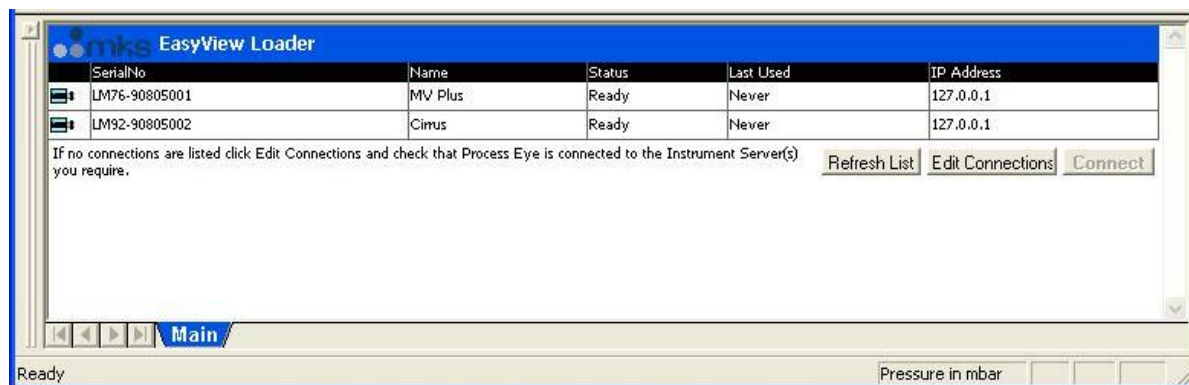 mks EasyView Loader
SerialNo Name Status Last Used IP Address
LM76-90805001 MV Plus Ready Never 127.0.0.1
LM92-90805002 Cirrus Ready Never 127.0.0.1
If no connections are listed click Edit Connections and check that Process Eye is connected to the Instrument Server(s)
you require.
Refresh List Edit Connections Connect
Main
Ready Pressure in mbar